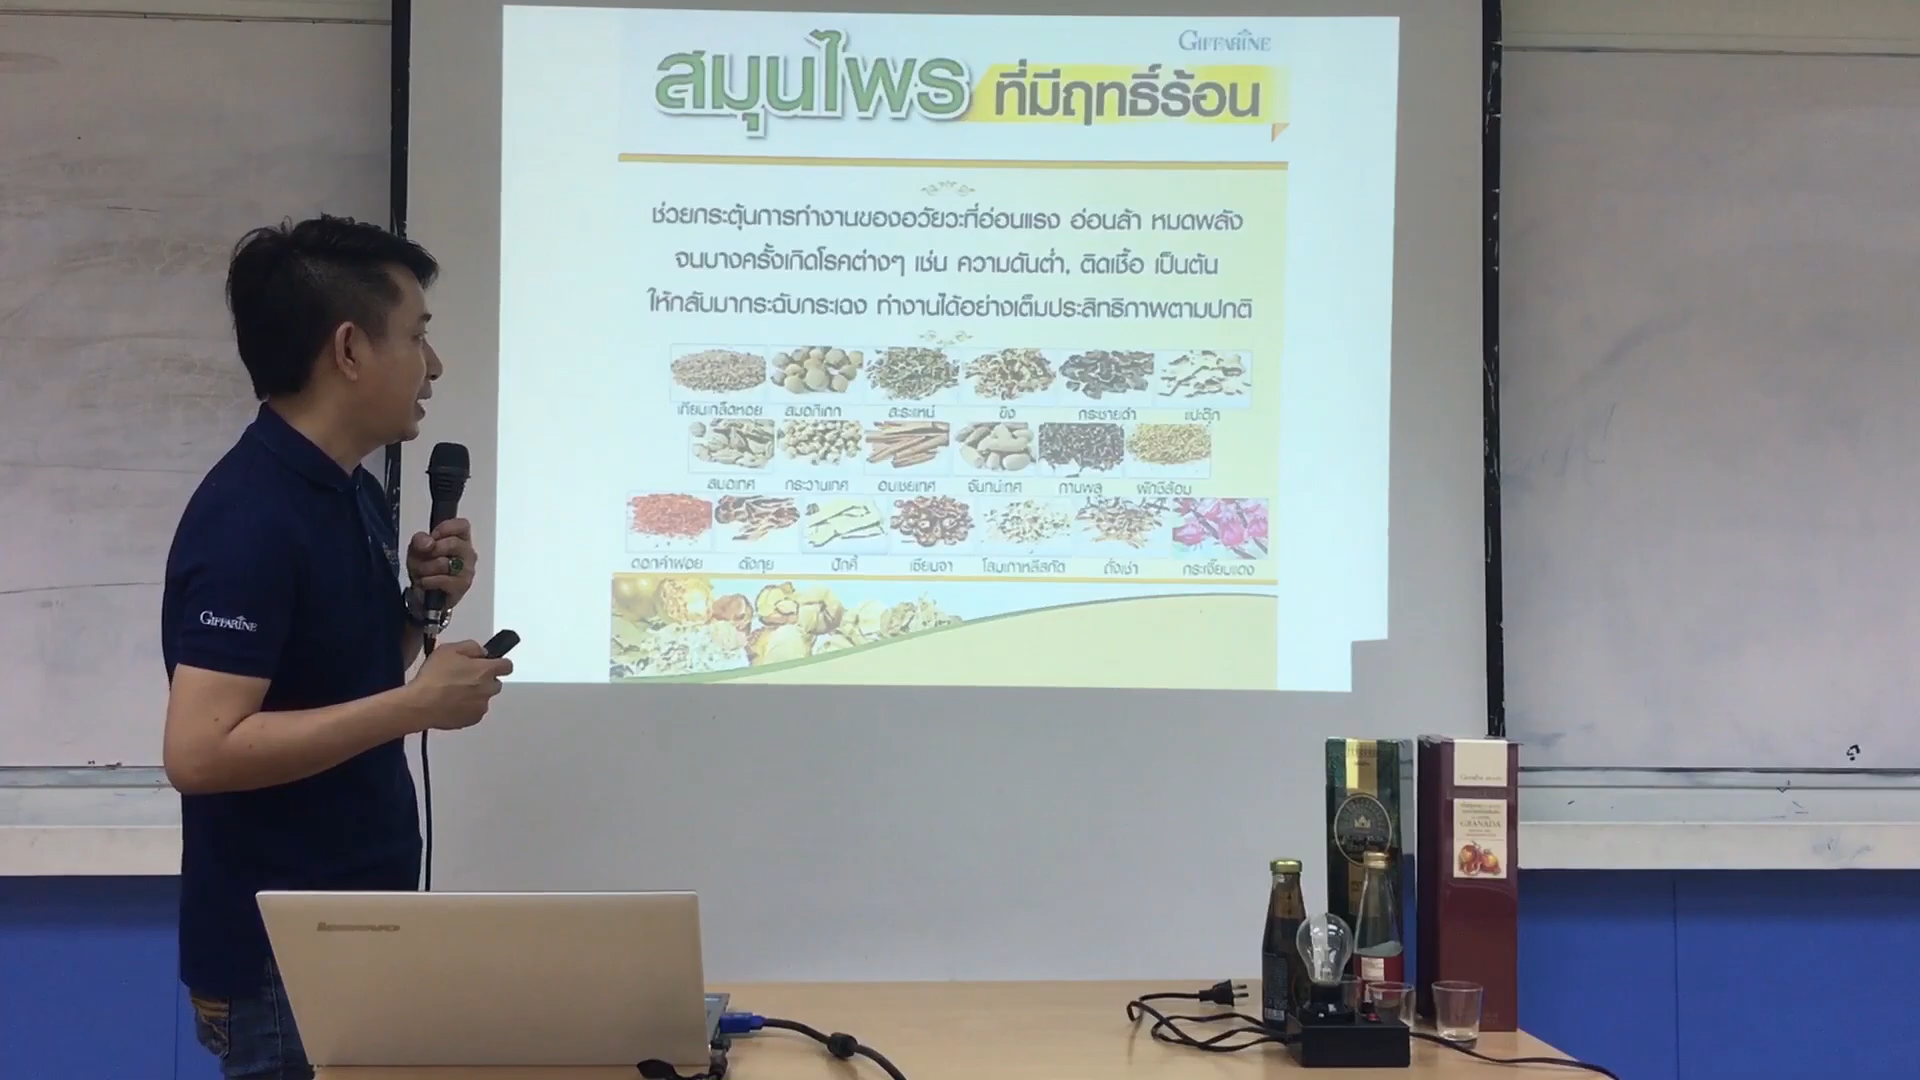 GIFFARINE
สมุนไพร ที่มีฤทธิ์ร้อน
ช่วยกระตุ้นการทำงานของอวัยวะที่อ่อนแรง อ่อนล้า หมดพลัง
จนบางครั้งเกิดโรคต่างๆ เช่น ความดันต่ำ, ติดเชื้อ เป็นต้น
ให้กลับมากระฉับกระเฉง ทำงานได้อย่างเต็มประสิทธิภาพตามปกติ
เทียนเกล็ดหอย สมอพิเภก สะระแหน่ ขิง กระชายดำ แปะตุ๊ก
สมอเทศ กระวานเทศ อบเชยเทศ จันทน์เทศ กานพลู ผักชีล้อม
ดอกคำฝอย ตังกุย ปักคี้ เซียนจา โสมเกาหลีสกัด ถั่งเช่า กระเจี๊ยบแดง
GIFFARINE
lenovo
GRANADA